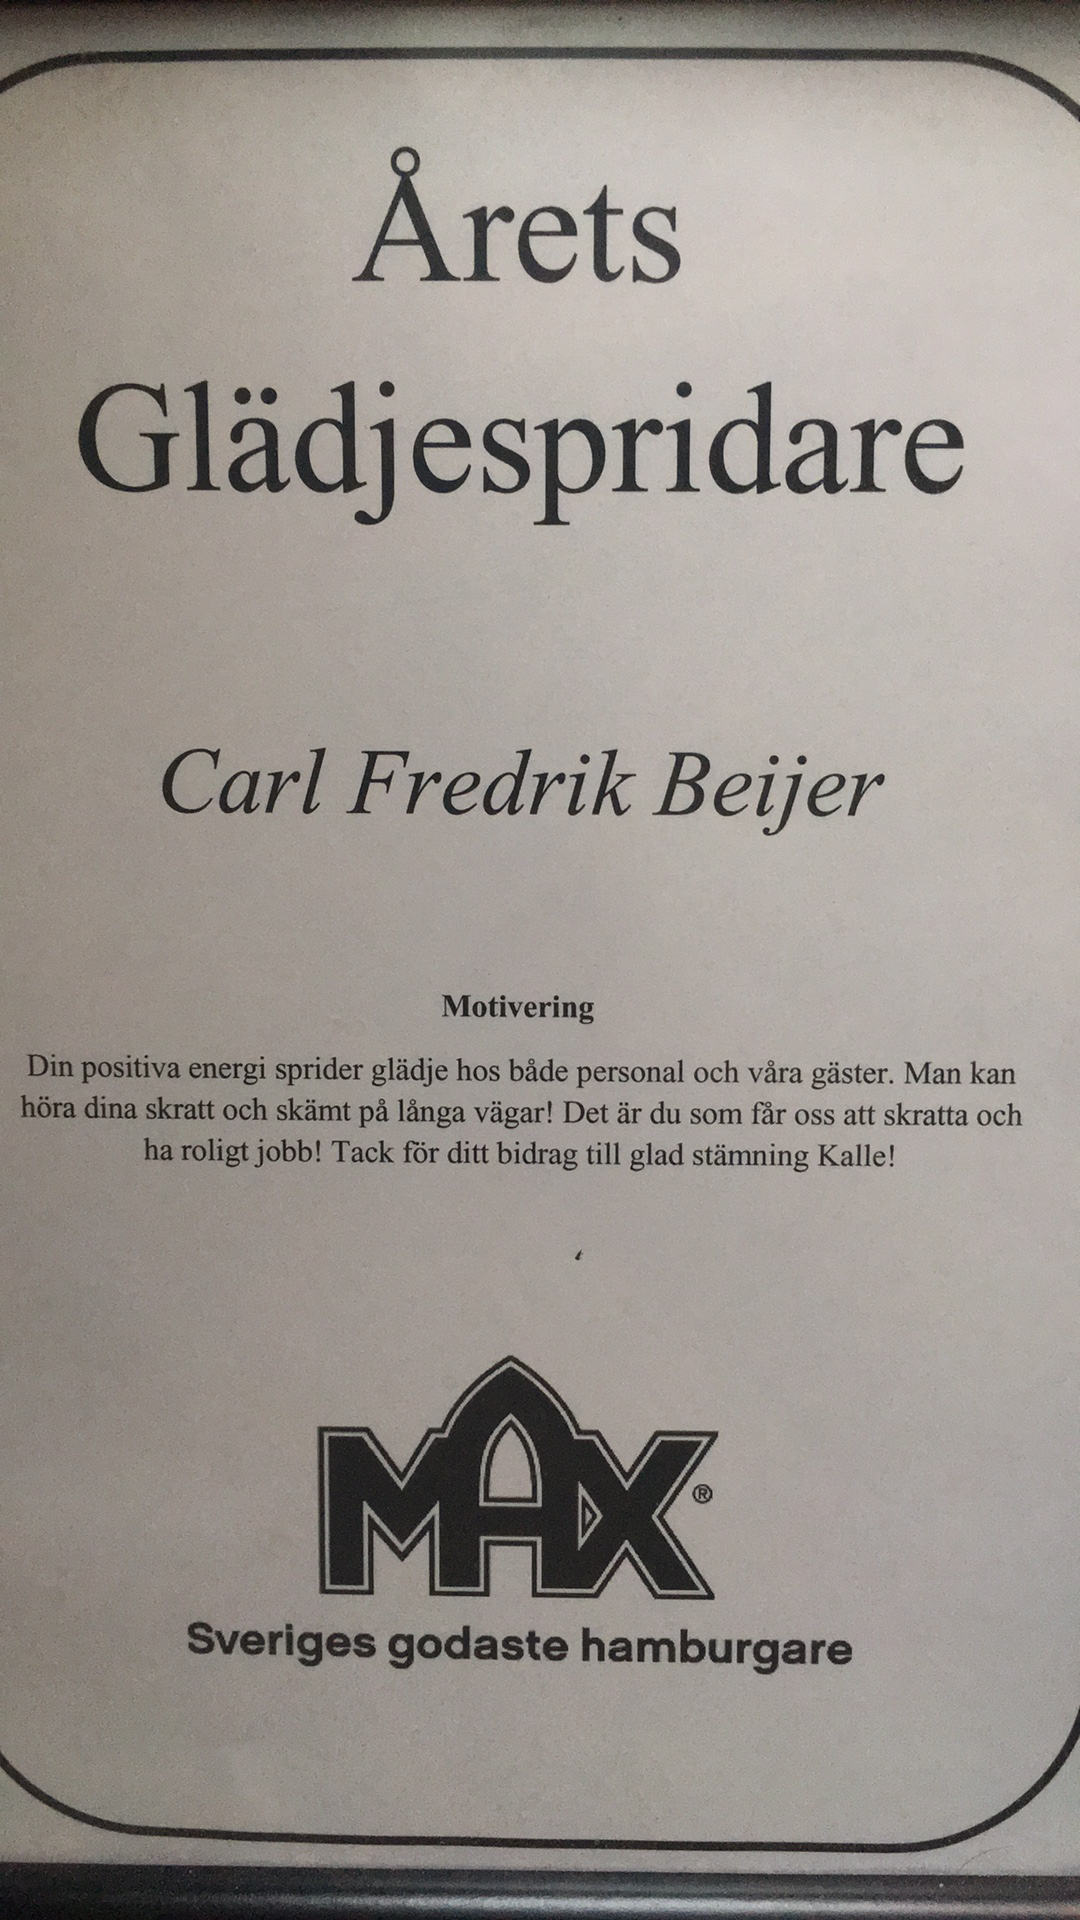 Årets
Glädjespridare
Carl Fredrik Beijer
Motivering
Din positiva energi sprider glädje hos både personal och våra gäster. Man kan
höra dina skratt och skämt på långa vägar! Det är du som får oss att skratta och
ha roligt jobb! Tack för ditt bidrag till glad stämning Kalle!
MAX®
Sveriges godaste hamburgare